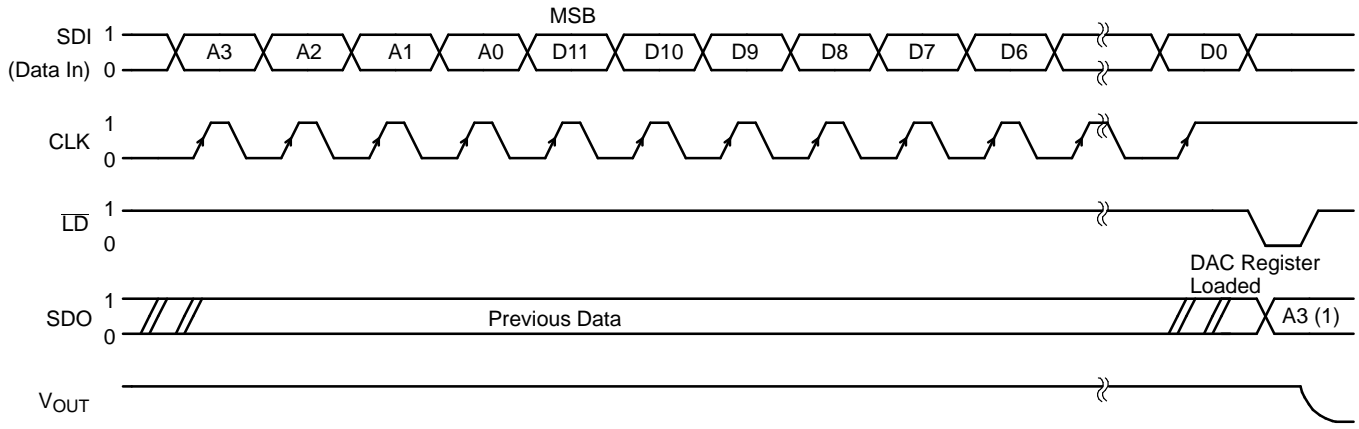 MSB
SDI 1 A3 A2 A1 A0 D11 D10 D9 D8 D7 D6 D0
(Data In) 0
CLK 1
0
LD 1
0
DAC Register
Loaded
SDO 1
0 Previous Data A3 (1)
VOUT